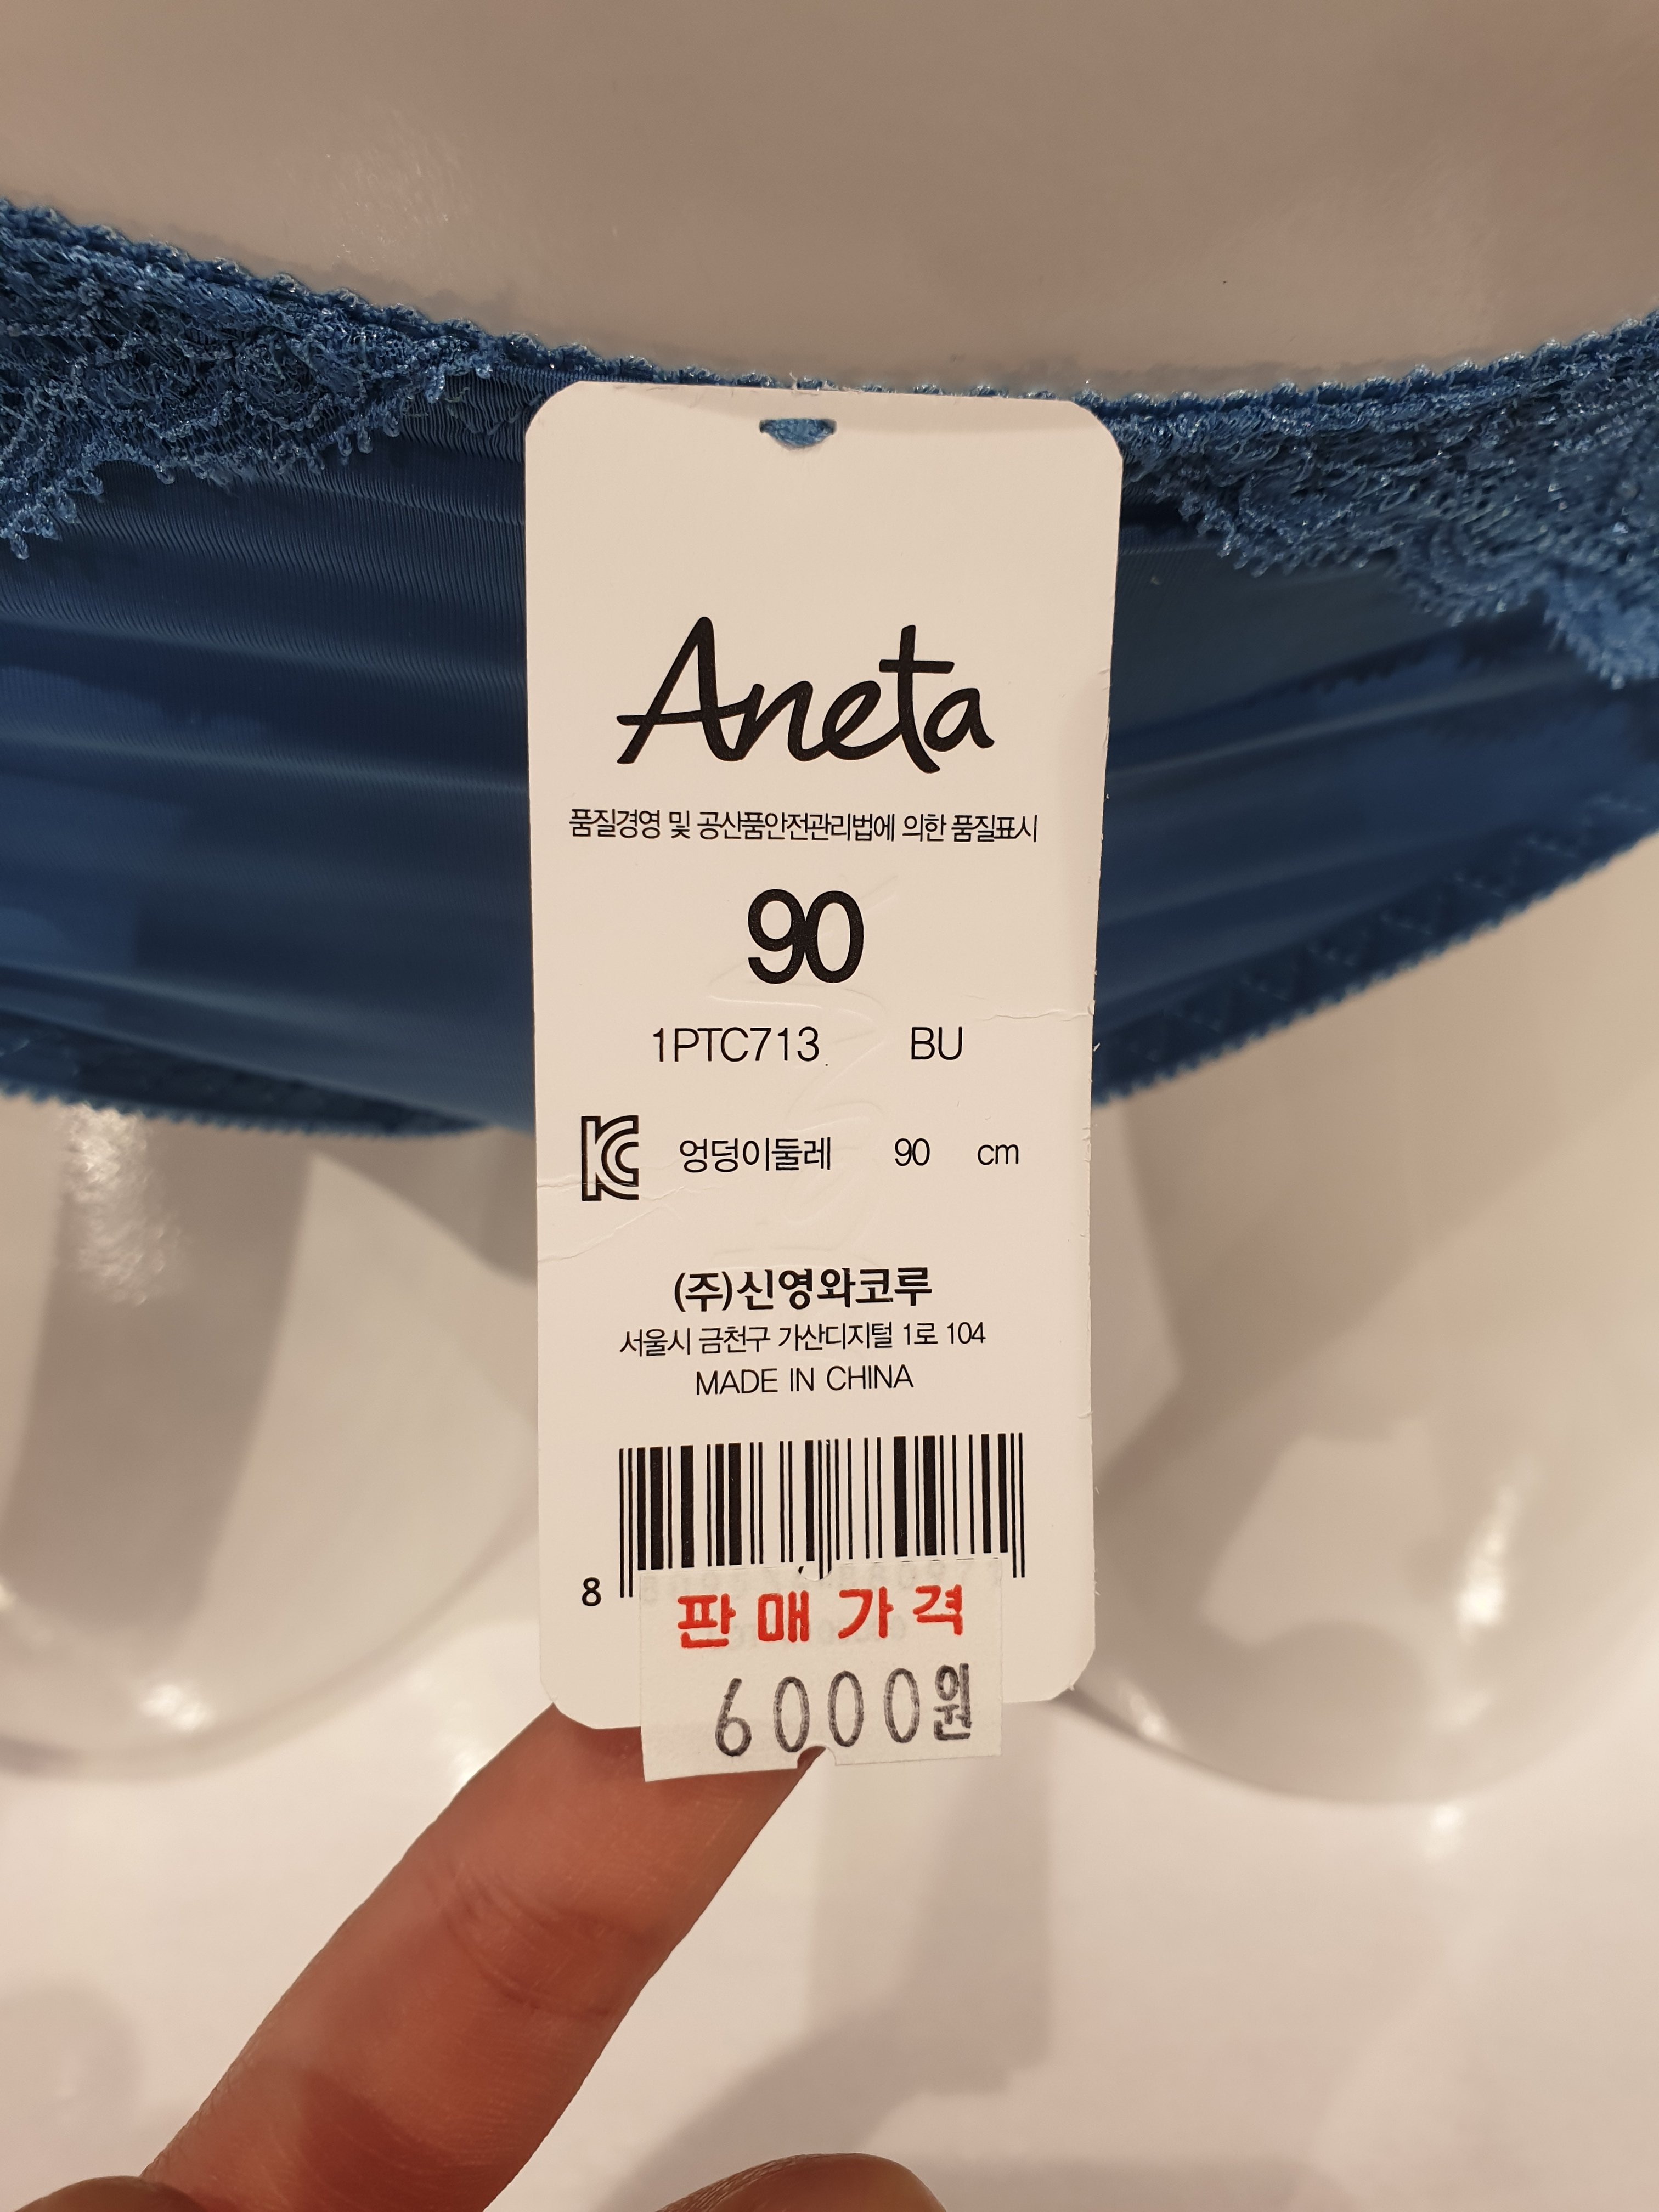 Aneta
품질경영 및 공산품안전관리법에 의한 품질표시
90
1PTC713 BU
KC 엉덩이둘레 90 cm
(주)신영와코루
서울시 금천구 가산디지털 1로 104
MADE IN CHINA
8
판매가격
6000원